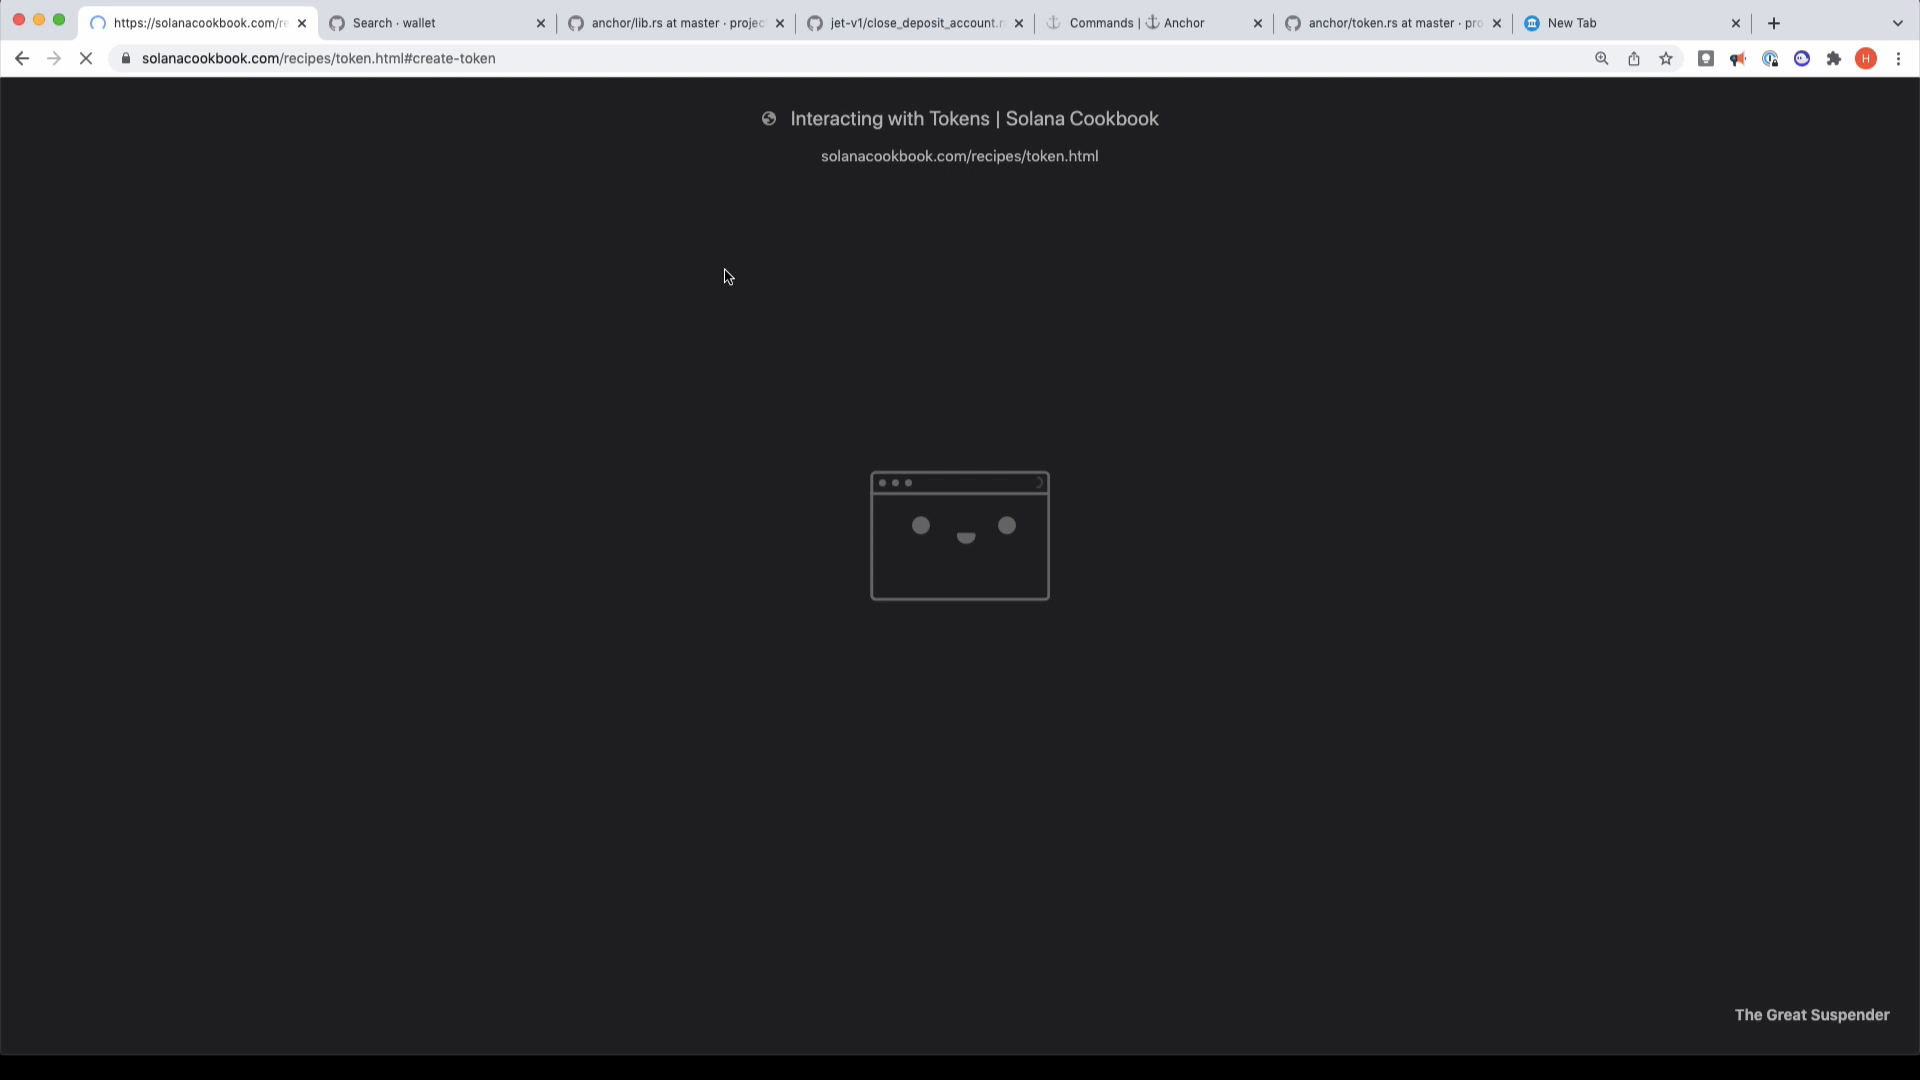 https://solanacookbook.com/re
Search · wallet
anchor/lib.rs at master · projec
jet-v1/close_deposit_account.r
Commands | ⚓ Anchor
anchor/token.rs at master · pro
New Tab
solanacookbook.com/recipes/token.html#create-token
H
Interacting with Tokens | Solana Cookbook
solanacookbook.com/recipes/token.html
The Great Suspender